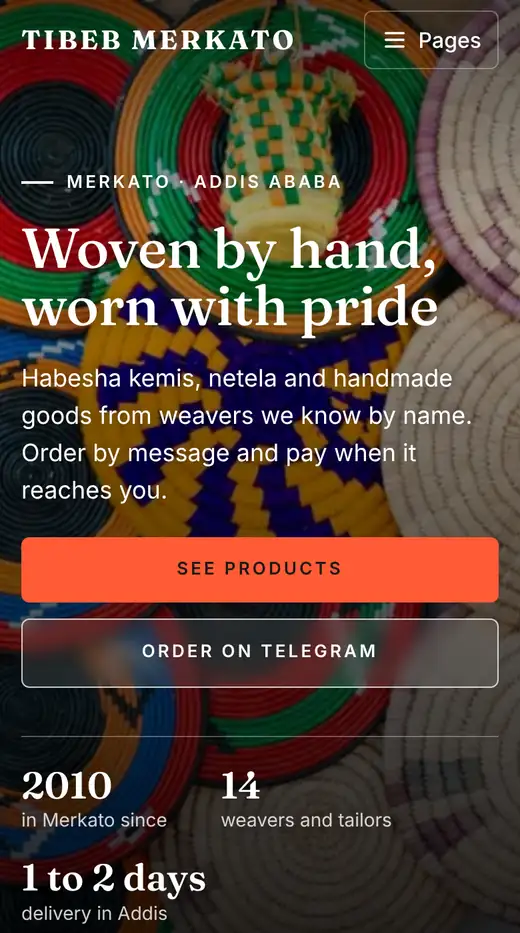 TIBEB MERKATO
Pages
MERKATO · ADDIS ABABA
Woven by hand,
worn with pride
Habesha kemis, netela and handmade
goods from weavers we know by name.
Order by message and pay when it
reaches you.
SEE PRODUCTS
ORDER ON TELEGRAM
2010
in Merkato since
14
weavers and tailors
1 to 2 days
delivery in Addis